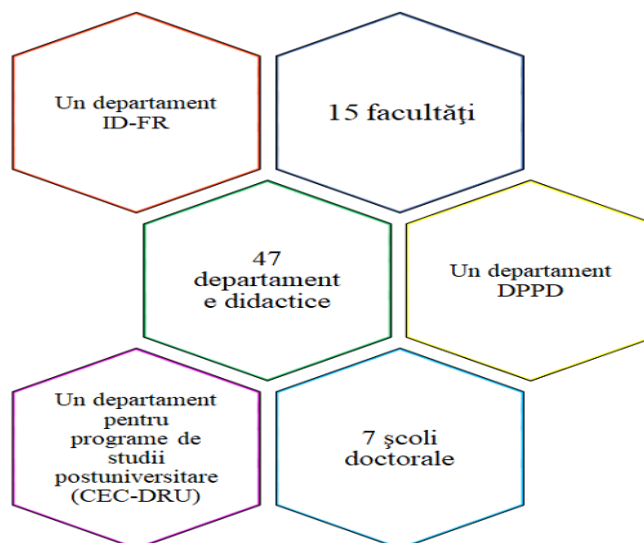 Un departament
ID-FR
15 facultăţi
47
departament
e didactice
Un departament
DPPD
Un departament
pentru
programe de
studii
postuniversitare
(CEC-DRU)
7 şcoli
doctorale